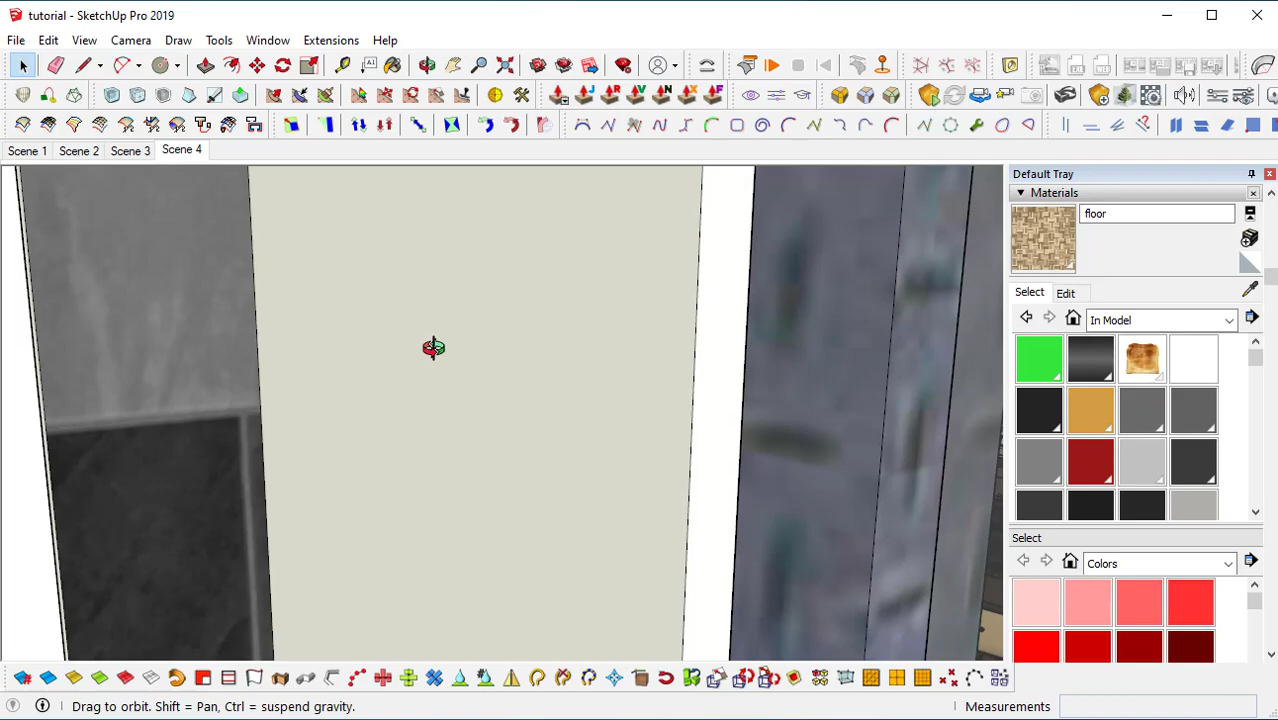 tutorial - SketchUp Pro 2019
File Edit View Camera Draw Tools Window Extensions Help
Scene 1 Scene 2 Scene 3 Scene 4
Default Tray
Materials
floor
Select Edit
In Model
Select
Colors
Drag to orbit. Shift = Pan, Ctrl = suspend gravity.
Measurements